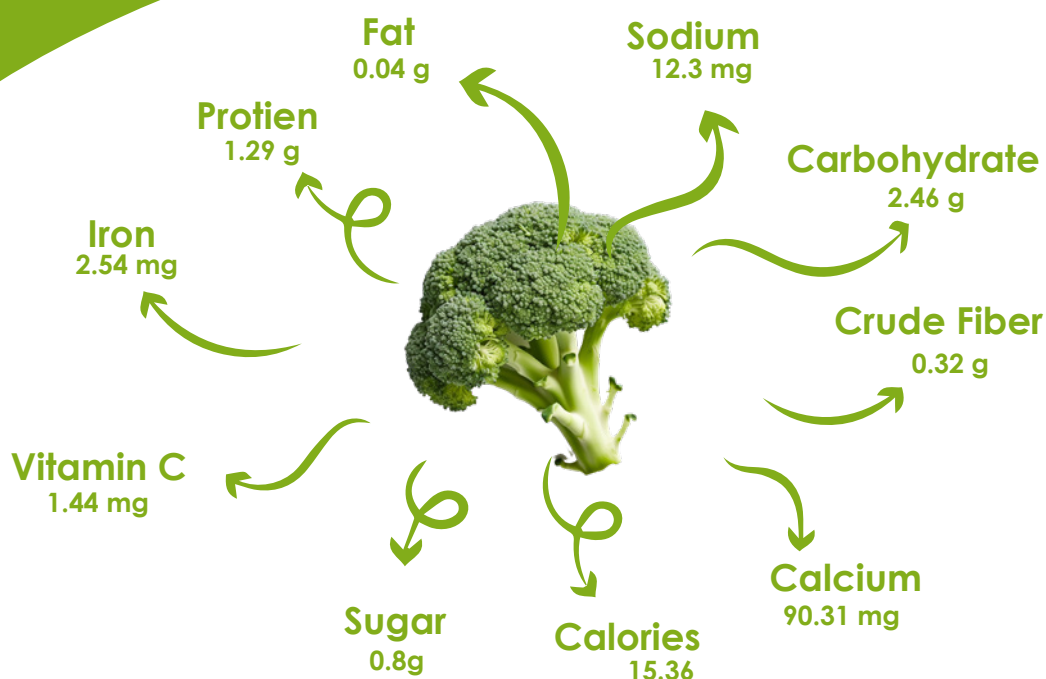 Fat
0.04 g
Sodium
12.3 mg
Protien
1.29 g
Carbohydrate
2.46 g
Iron
2.54 mg
Crude Fiber
0.32 g
Vitamin C
1.44 mg
Calcium
90.31 mg
Sugar
0.8g
Calories
15.36